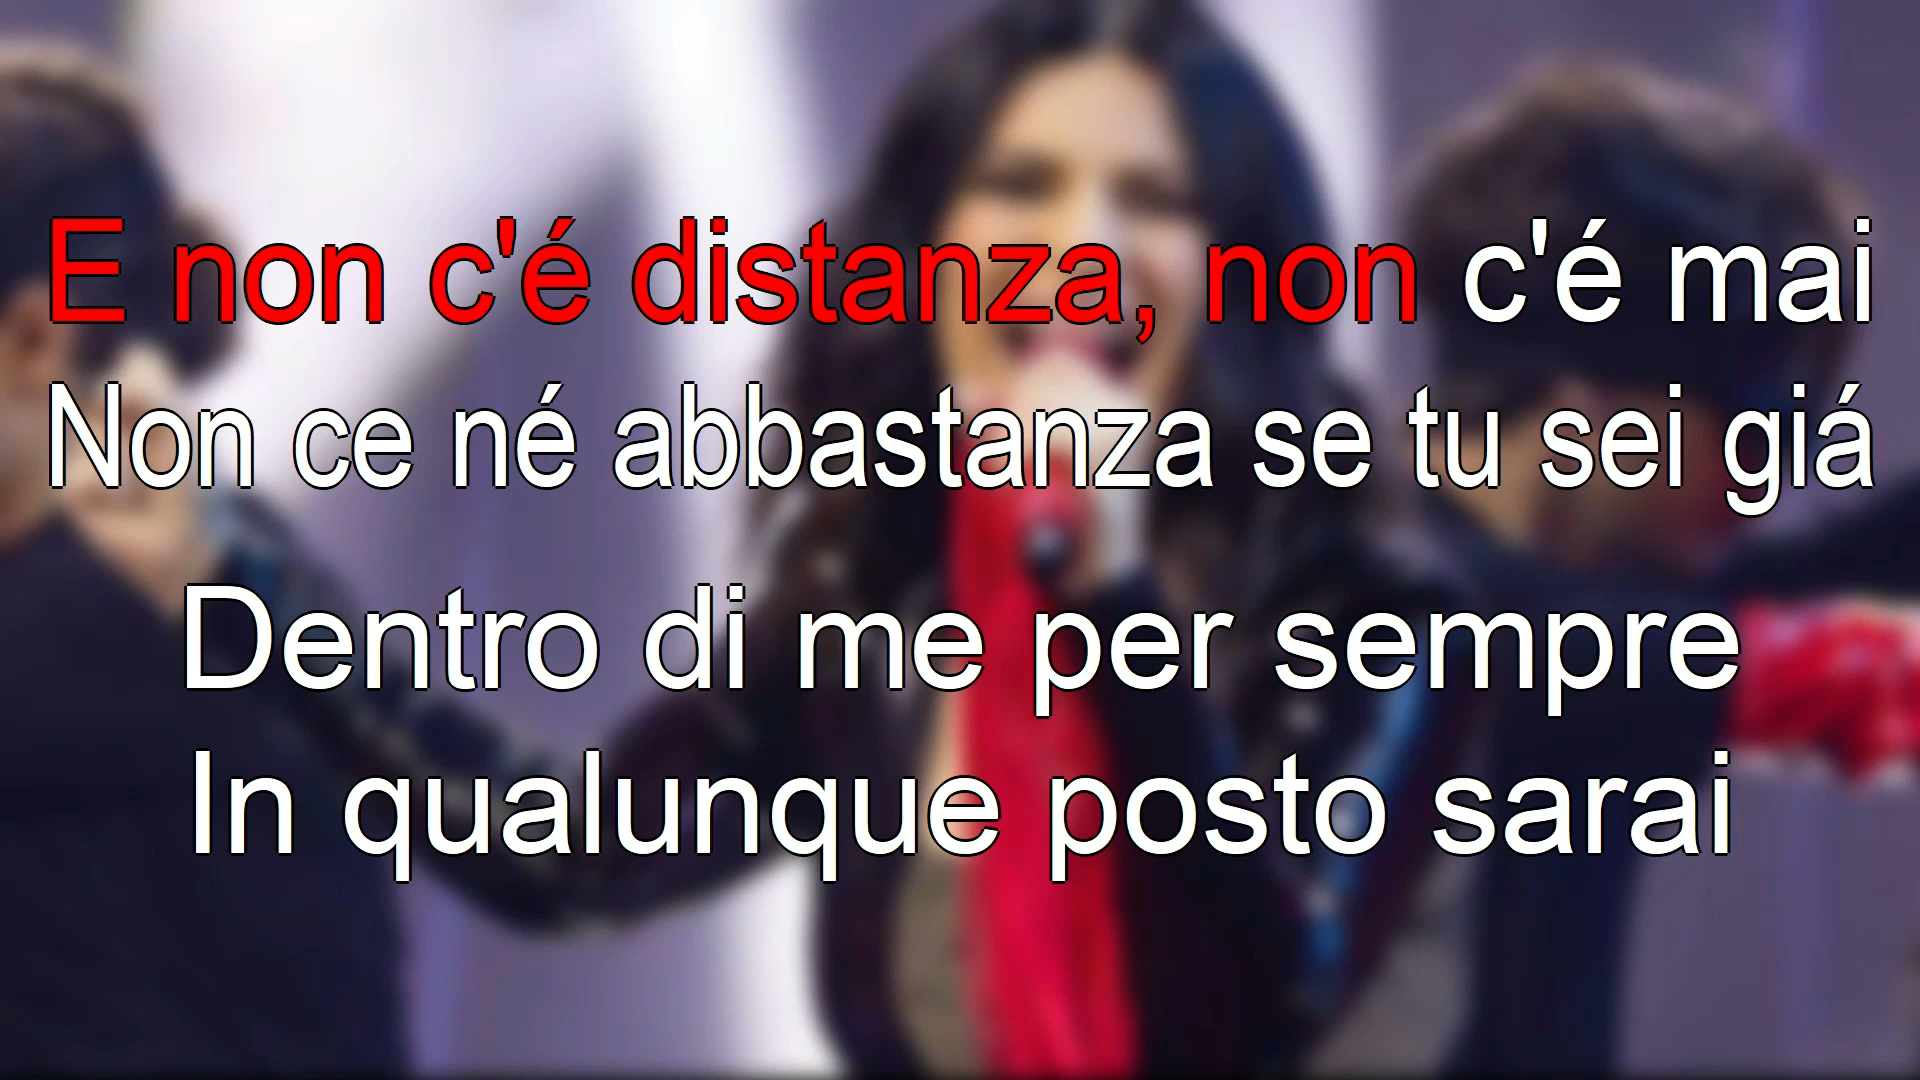 E non c'é distanza, non c'é mai
Non ce né abbastanza se tu sei giá
Dentro di me per sempre
In qualunque posto sarai